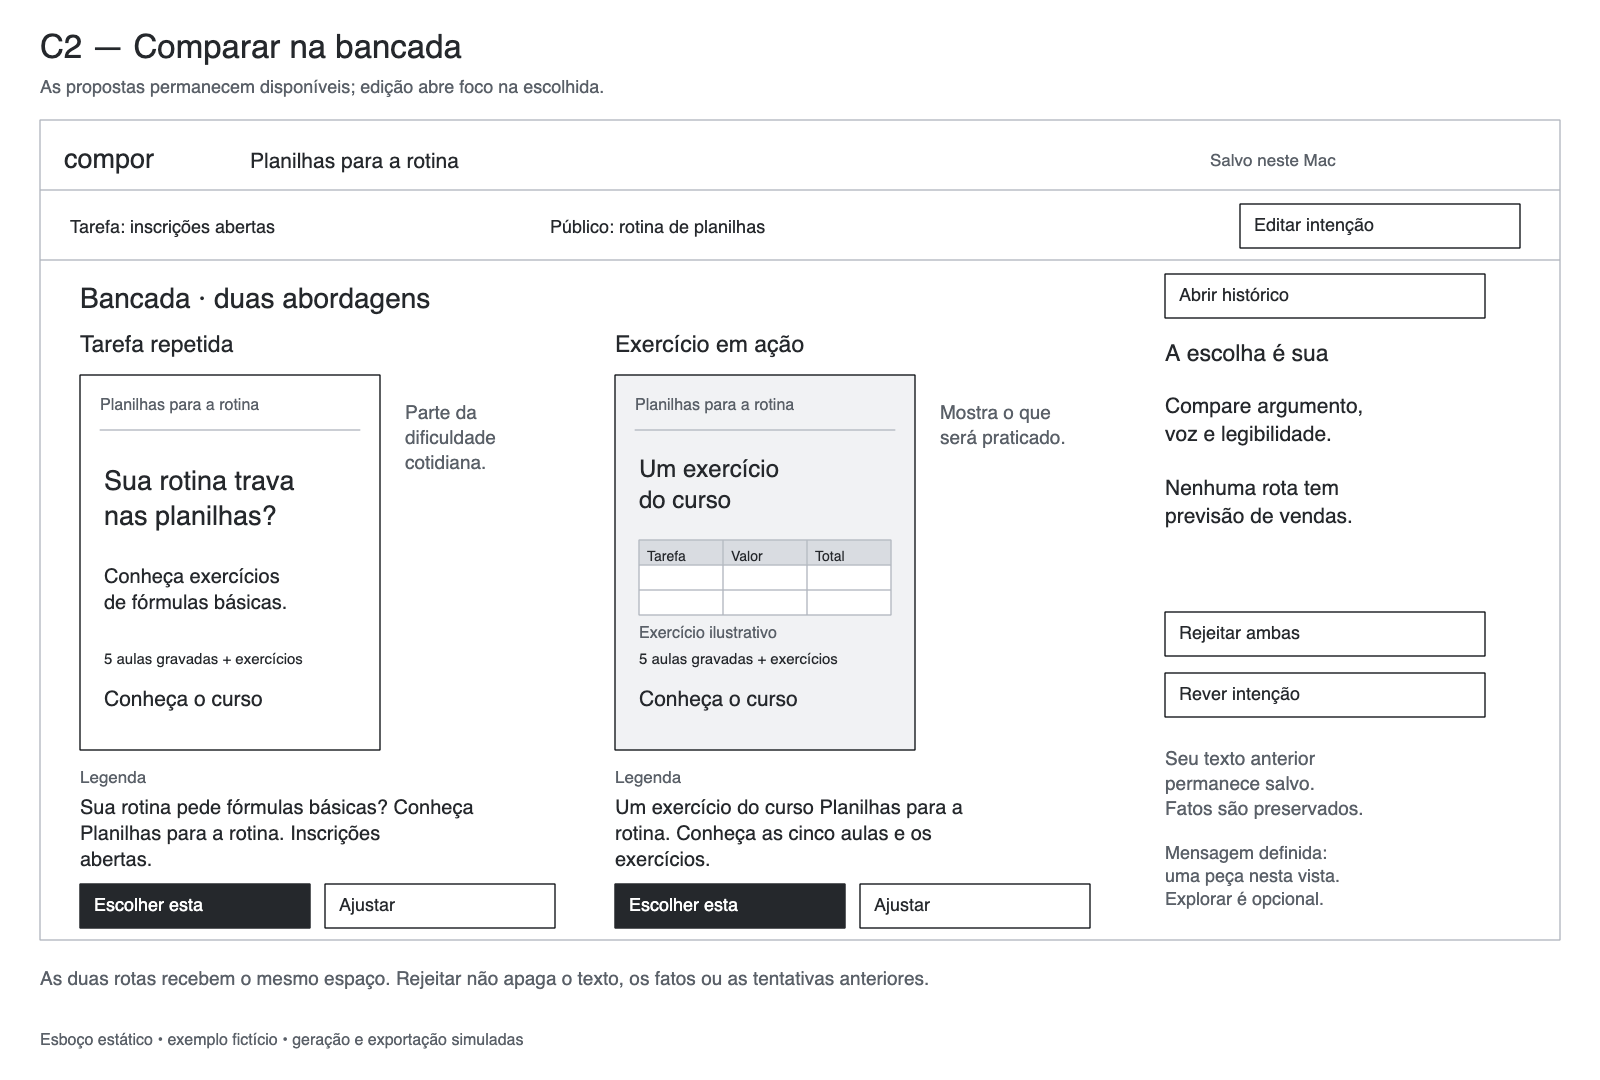 C2 — Comparar na bancada
As propostas permanecem disponíveis; edição abre foco na escolhida.
compor
Planilhas para a rotina
Salvo neste Mac
Tarefa: inscrições abertas
Público: rotina de planilhas
Editar intenção
Bancada · duas abordagens
Tarefa repetida
Planilhas para a rotina
Sua rotina trava
nas planilhas?
Conheça exercícios
de fórmulas básicas.
5 aulas gravadas + exercícios
Conheça o curso
Parte da
dificuldade
cotidiana.
Legenda
Sua rotina pede fórmulas básicas? Conheça
Planilhas para a rotina. Inscrições
abertas.
Escolher esta
Ajustar
Exercício em ação
Planilhas para a rotina
Um exercício
do curso
Tarefa
Valor
Total
Exercício ilustrativo
5 aulas gravadas + exercícios
Conheça o curso
Mostra o que
será praticado.
Legenda
Um exercício do curso Planilhas para a
rotina. Conheça as cinco aulas e os
exercícios.
Escolher esta
Ajustar
Abrir histórico
A escolha é sua
Compare argumento,
voz e legibilidade.
Nenhuma rota tem
previsão de vendas.
Rejeitar ambas
Rever intenção
Seu texto anterior
permanece salvo.
Fatos são preservados.
Mensagem definida:
uma peça nesta vista.
Explorar é opcional.
As duas rotas recebem o mesmo espaço. Rejeitar não apaga o texto, os fatos ou as tentativas anteriores.
Esboço estático • exemplo fictício • geração e exportação simuladas